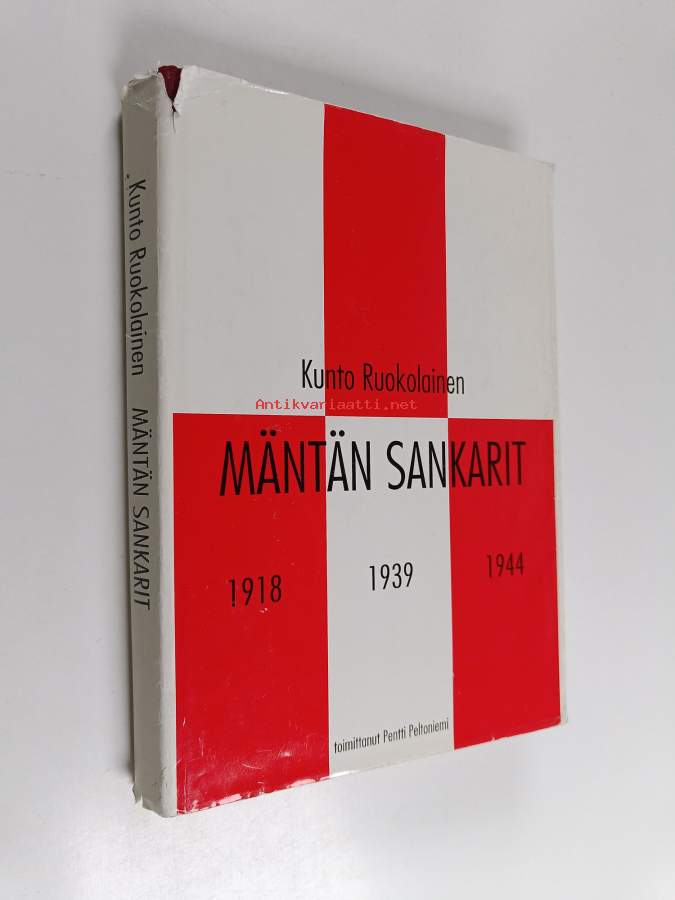 Kunto Ruokolainen MÄNTÄN SANKARIT
Kunto Ruokolainen
Antikvariaatti.net
MÄNTÄN SANKARIT
1918 1939 1944
toimittanut Pentti Peltoniemi